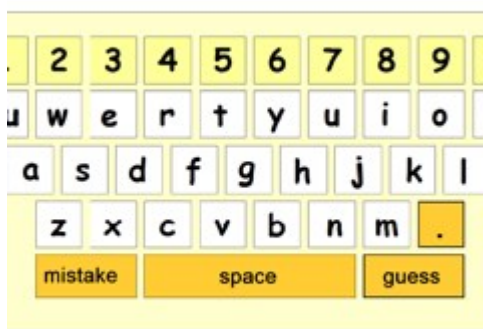 2 3 4 5 6 7 8 9
w e r t y u i o
a s d f g h j k l
z x c v b n m .
mistake space guess